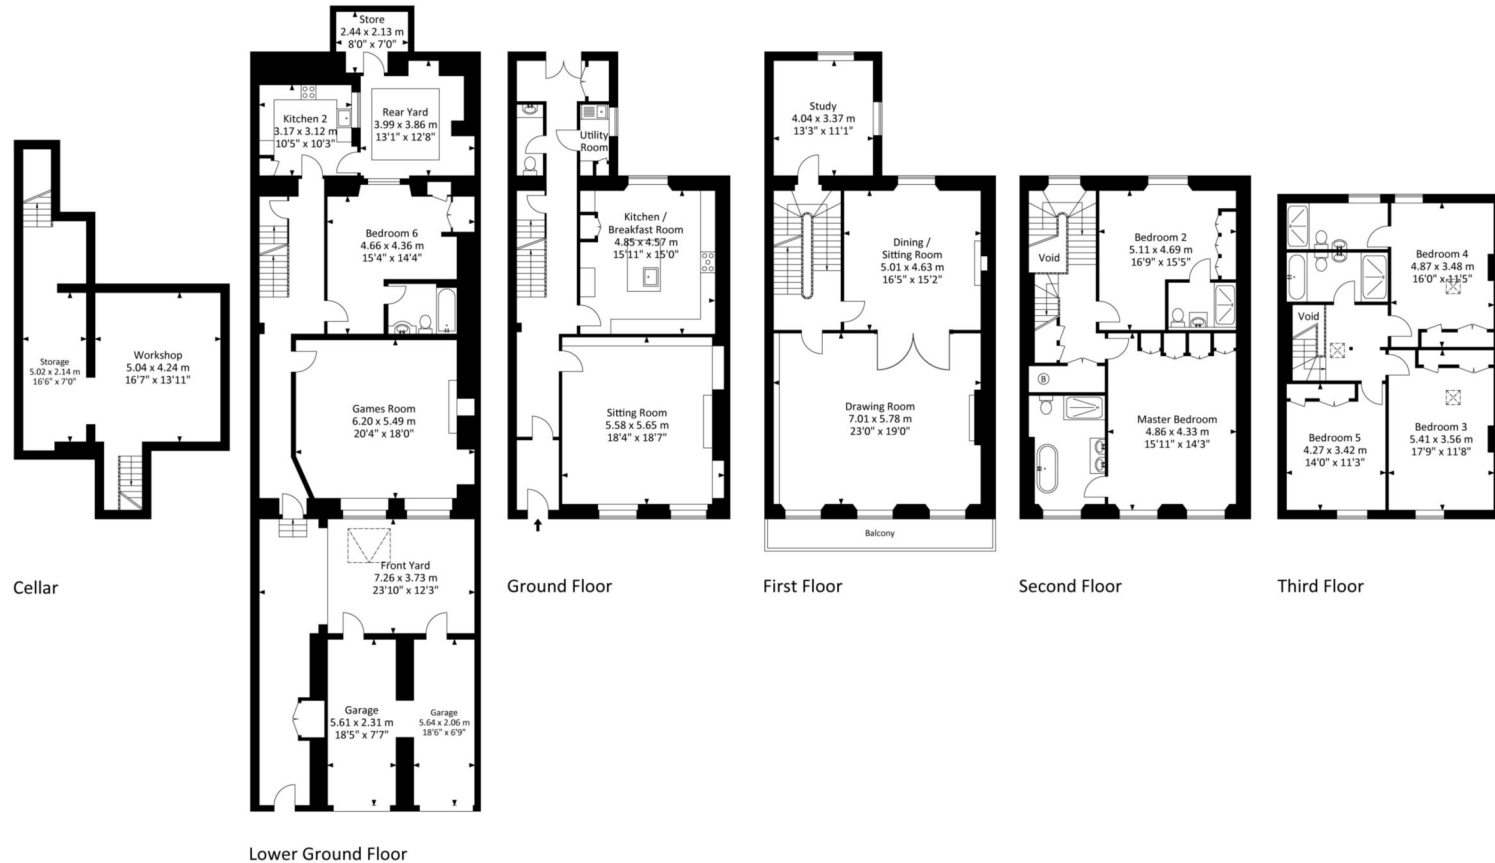 Storage
5.02 x 2.14 m
16'6" x 7'0"
Workshop
5.04 x 4.24 m
16'7" x 13'11"
Cellar
Store
2.44 x 2.13 m
8'0" x 7'0"
Kitchen 2
3.17 x 3.12 m
10'5" x 10'3"
Rear Yard
3.99 x 3.86 m
13'1" x 12'8"
Bedroom 6
4.66 x 4.36 m
15'4" x 14'4"
Games Room
6.20 x 5.49 m
20'4" x 18'0"
Front Yard
7.26 x 3.73 m
23'10" x 12'3"
Garage
5.61 x 2.31 m
18'5" x 7'7"
Garage
5.64 x 2.06 m
18'6" x 6'9"
Lower Ground Floor
Utility
Room
Kitchen /
Breakfast Room
4.85 x 4.57 m
15'11" x 15'0"
Sitting Room
5.58 x 5.65 m
18'4" x 18'7"
Ground Floor
Study
4.04 x 3.37 m
13'3" x 11'1"
Dining /
Sitting Room
5.01 x 4.63 m
16'5" x 15'2"
Drawing Room
7.01 x 5.78 m
23'0" x 19'0"
Balcony
First Floor
Void
Bedroom 2
5.11 x 4.69 m
16'9" x 15'5"
B
Master Bedroom
4.86 x 4.33 m
15'11" x 14'3"
Second Floor
Bedroom 4
4.87 x 3.48 m
16'0" x 11'5"
Void
Bedroom 3
5.41 x 3.56 m
17'9" x 11'8"
Bedroom 5
4.27 x 3.42 m
14'0" x 11'3"
Third Floor